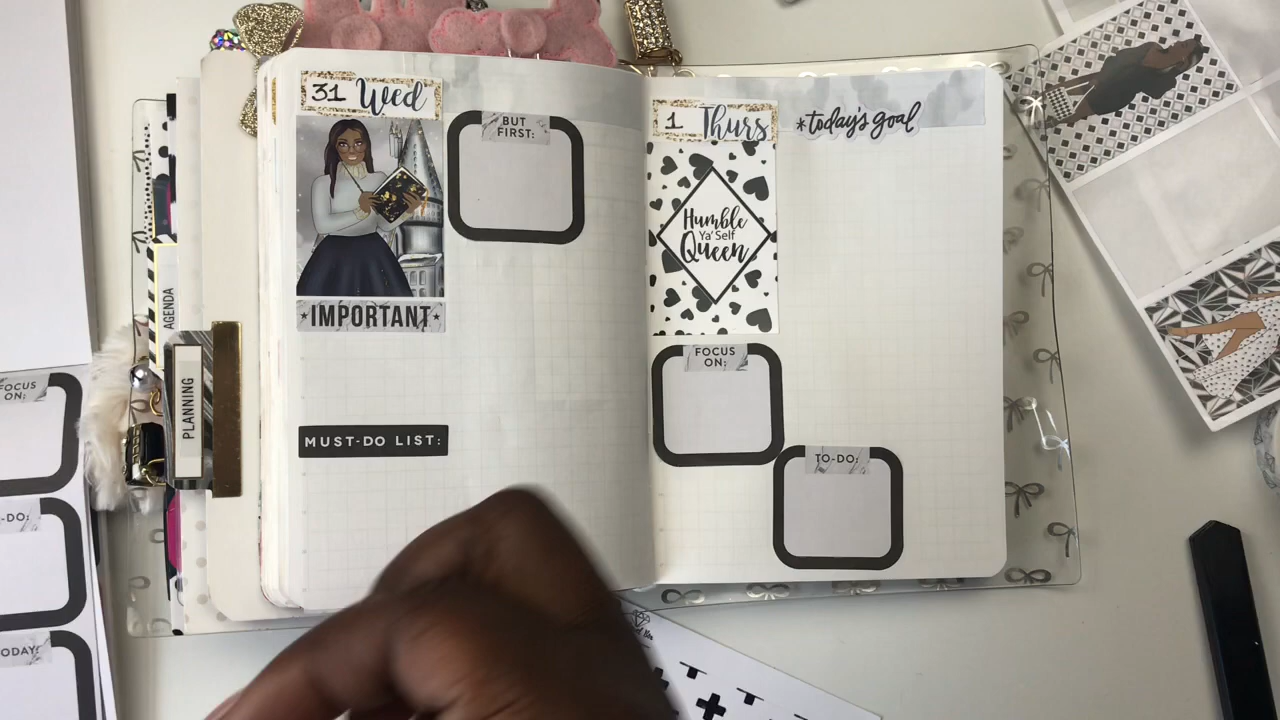 31 Wed
BUT
FIRST:
IMPORTANT
MUST-DO LIST:
1 Thurs
*today's goal
Humble
Ya' Self
Queen
FOCUS
ON:
TO-DO:
AGENDA
PLANNING
FOCUS
ON:
-DO:
TODAY: